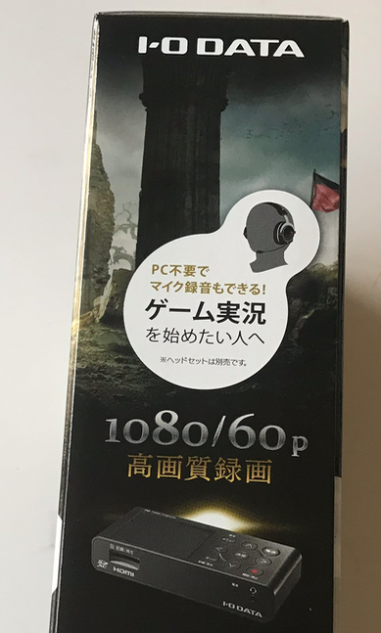 I-O DATA
PC不要で
マイク録音もできる!
ゲーム実況
を始めたい人へ
※ヘッドセットは別売です。
1080/60p
高画質録画
HDMI
I-O DATA